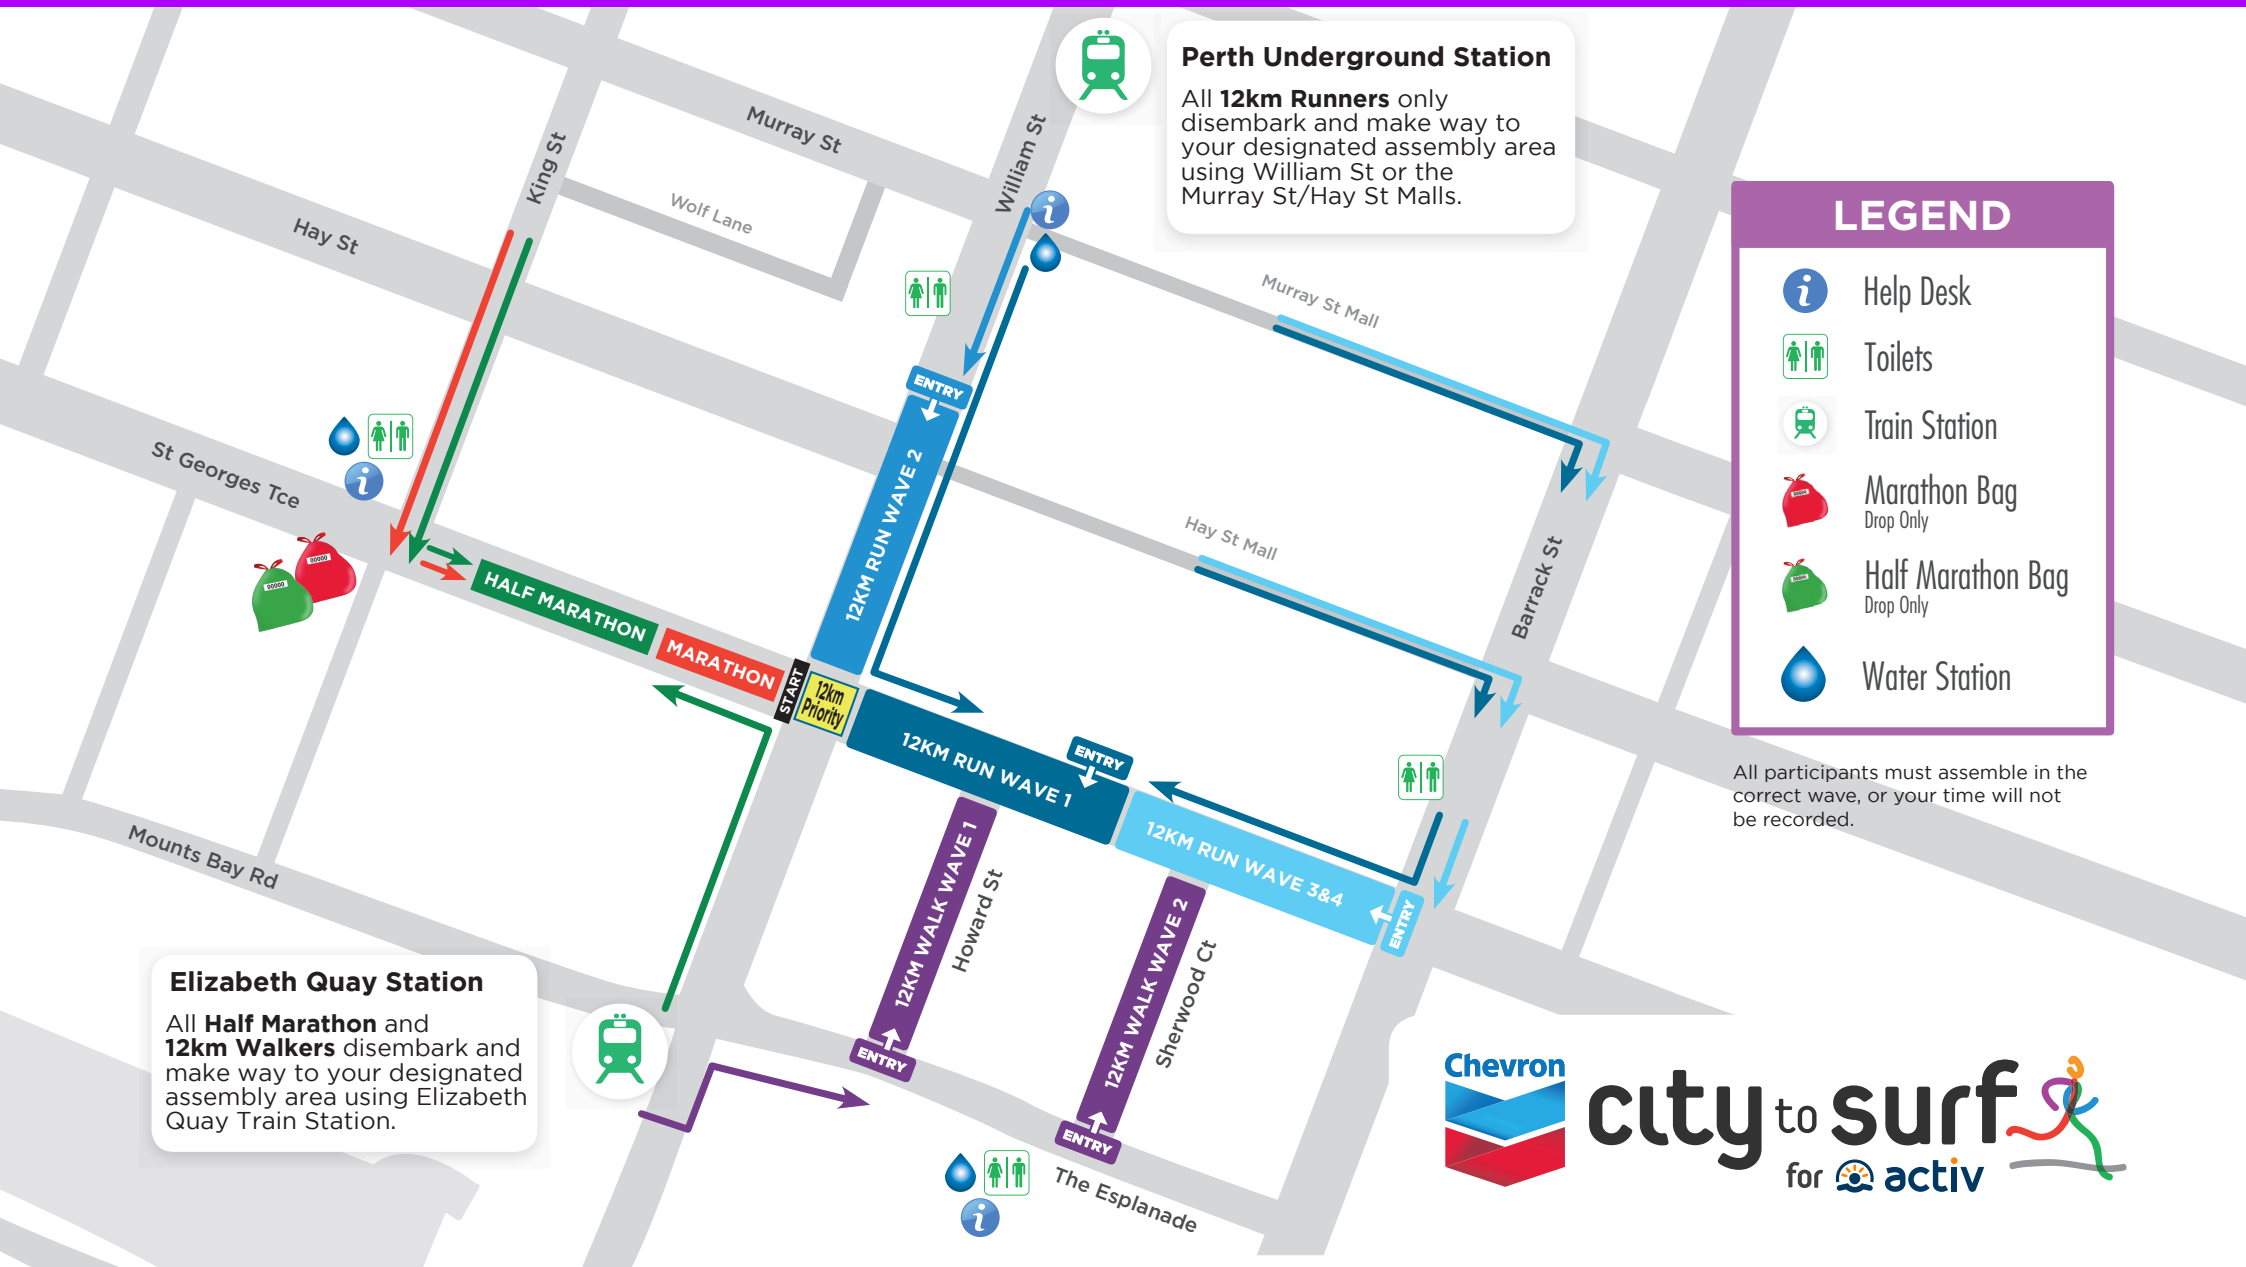 Perth Underground Station
All 12km Runners only
disembark and make way to
your designated assembly area
using William St or the
Murray St/Hay St Malls.
Murray St
William St
King St
Wolf Lane
Hay St
Murray St Mall
LEGEND
Help Desk
Toilets
Train Station
Marathon Bag
Drop Only
Half Marathon Bag
Drop Only
Water Station
All participants must assemble in the
correct wave, or your time will not
be recorded.
ENTRY
12KM RUN WAVE 2
St Georges Tce
Hay St Mall
Barrack St
00000
00000
HALF MARATHON
MARATHON
START
12km
Priority
12KM RUN WAVE 1
ENTRY
12KM RUN WAVE 3&4
ENTRY
Mounts Bay Rd
12KM WALK WAVE 1
Howard St
ENTRY
12KM WALK WAVE 2
Sherwood Ct
ENTRY
The Esplanade
Elizabeth Quay Station
All Half Marathon and
12km Walkers disembark and
make way to your designated
assembly area using Elizabeth
Quay Train Station.
Chevron
city to surf
for activ